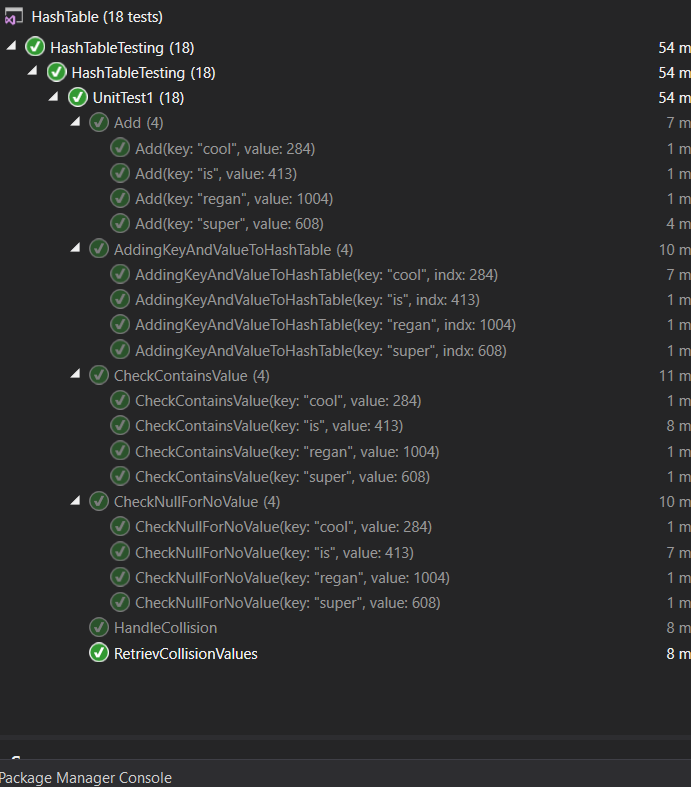 HashTable (18 tests)
HashTableTesting (18) 54 m
HashTableTesting (18) 54 m
UnitTest1 (18) 54 m
Add (4) 7 m
Add(key: "cool", value: 284) 1 m
Add(key: "is", value: 413) 1 m
Add(key: "regan", value: 1004) 1 m
Add(key: "super", value: 608) 4 m
AddingKeyAndValueToHashTable (4) 10 m
AddingKeyAndValueToHashTable(key: "cool", indx: 284) 7 m
AddingKeyAndValueToHashTable(key: "is", indx: 413) 1 m
AddingKeyAndValueToHashTable(key: "regan", indx: 1004) 1 m
AddingKeyAndValueToHashTable(key: "super", indx: 608) 1 m
CheckContainsValue (4) 11 m
CheckContainsValue(key: "cool", value: 284) 1 m
CheckContainsValue(key: "is", value: 413) 8 m
CheckContainsValue(key: "regan", value: 1004) 1 m
CheckContainsValue(key: "super", value: 608) 1 m
CheckNullForNoValue (4) 10 m
CheckNullForNoValue(key: "cool", value: 284) 1 m
CheckNullForNoValue(key: "is", value: 413) 7 m
CheckNullForNoValue(key: "regan", value: 1004) 1 m
CheckNullForNoValue(key: "super", value: 608) 1 m
HandleCollision 8 m
RetrievCollisionValues 8 m
Package Manager Console